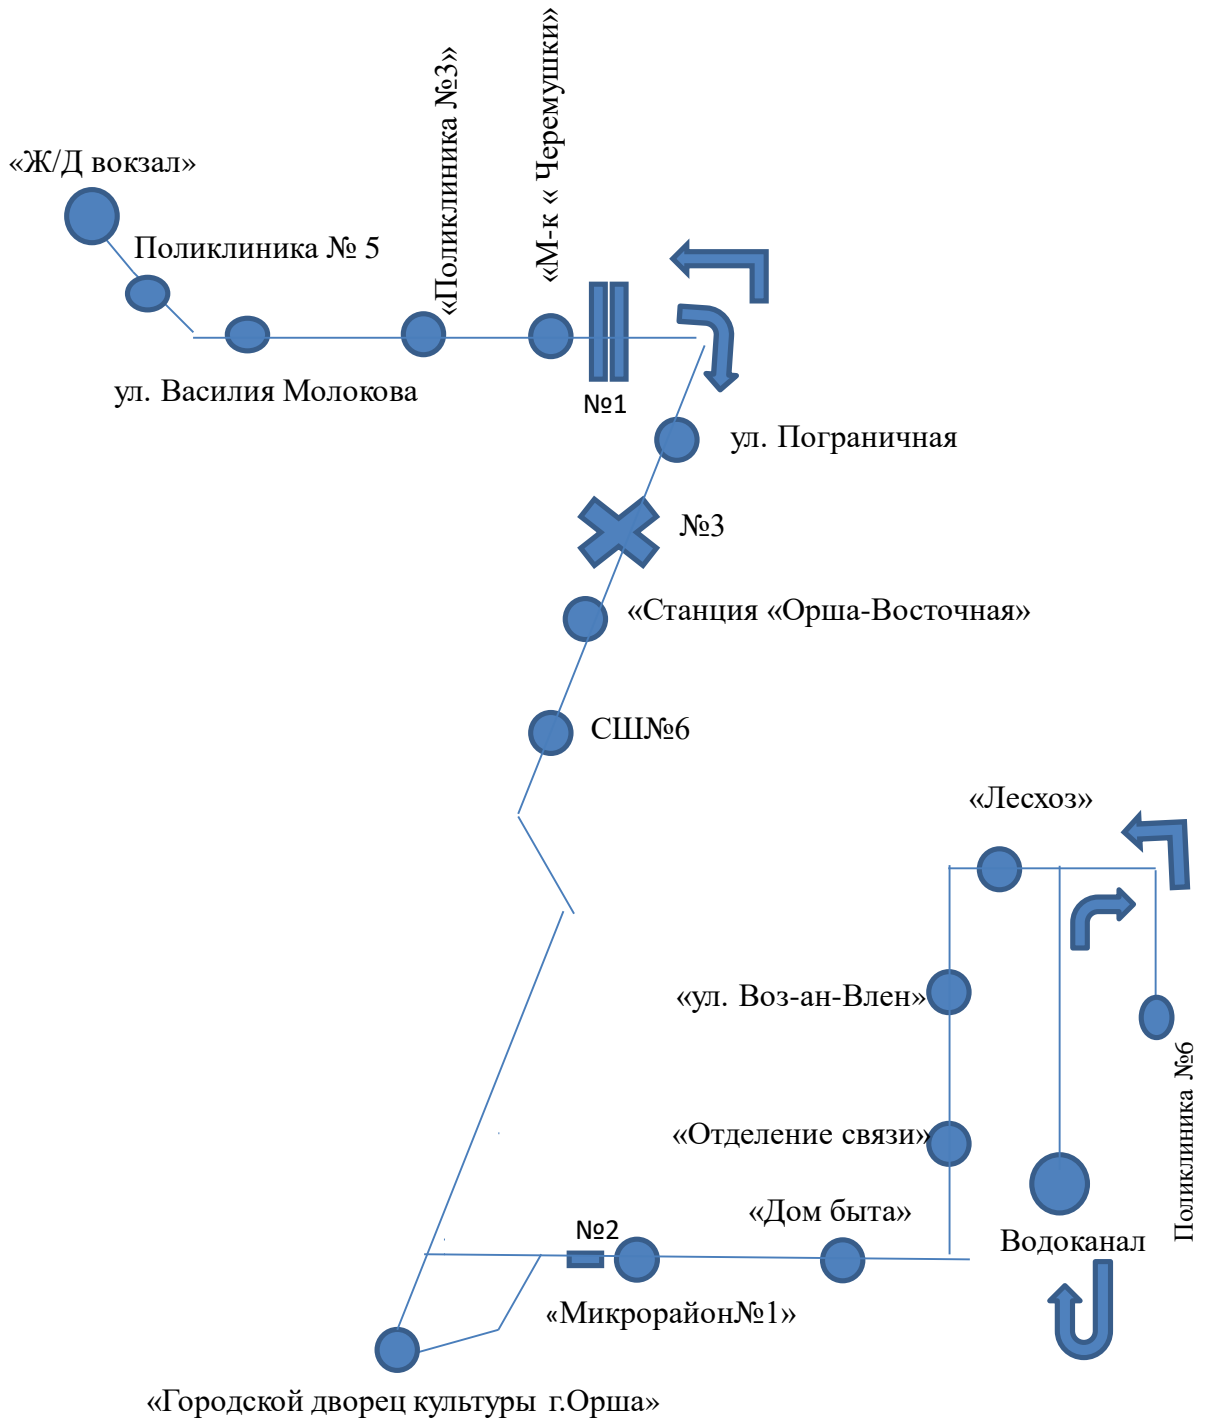 «Ж/Д вокзал»
Поликлиника № 5
«Поликлиника №3»
«М-к « Черемушки»
ул. Василия Молокова
№1
ул. Пограничная
№3
«Станция «Орша-Восточная»
СШ№6
«Лесхоз»
«ул. Воз-ан-Влен»
Поликлиника №6
«Отделение связи»
«Дом быта»
Водоканал
№2
«Микрорайон№1»
«Городской дворец культуры г.Орша»